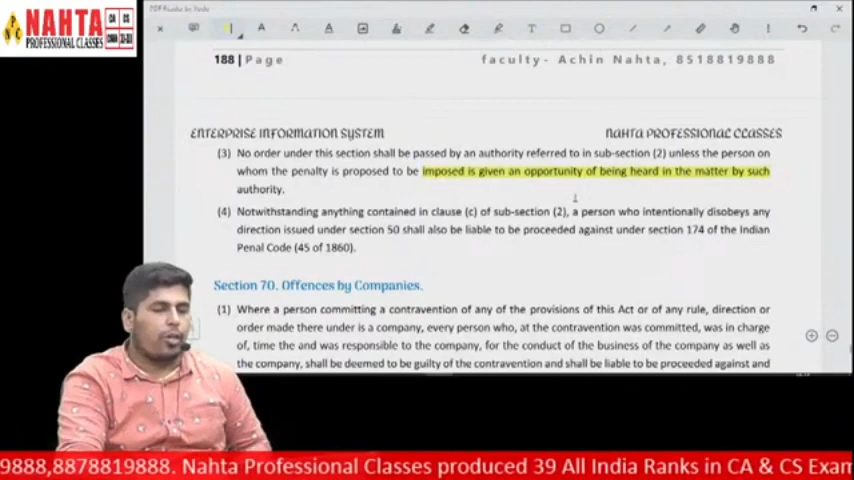 NAHTA
PROFESSIONAL CLASSES
CA CS
188 | P a g e
faculty- Achin Nahta, 8518819888
ENTERPRISE INFORMATION SYSTEM
NAHTA PROFESSIONAL CLASSES
(3) No order under this section shall be passed by an authority referred to in sub-section (2) unless the person on
whom the penalty is proposed to be imposed is given an opportunity of being heard in the matter by such
authority.
(4) Notwithstanding anything contained in clause (c) of sub-section (2), a person who intentionally disobeys any
direction issued under section 50 shall also be liable to be proceeded against under section 174 of the Indian
Penal Code (45 of 1860).
Section 70. Offences by Companies.
(1) Where a person committing a contravention of any of the provisions of this Act or of any rule, direction or
order made there under is a company, every person who, at the contravention was committed, was in charge
of, time the and was responsible to the company, for the conduct of the business of the company as well as
the company, shall be deemed to be guilty of the contravention and shall be liable to be proceeded against and
9888,8878819888. Nahta Professional Classes produced 39 All India Ranks in CA & CS Exam